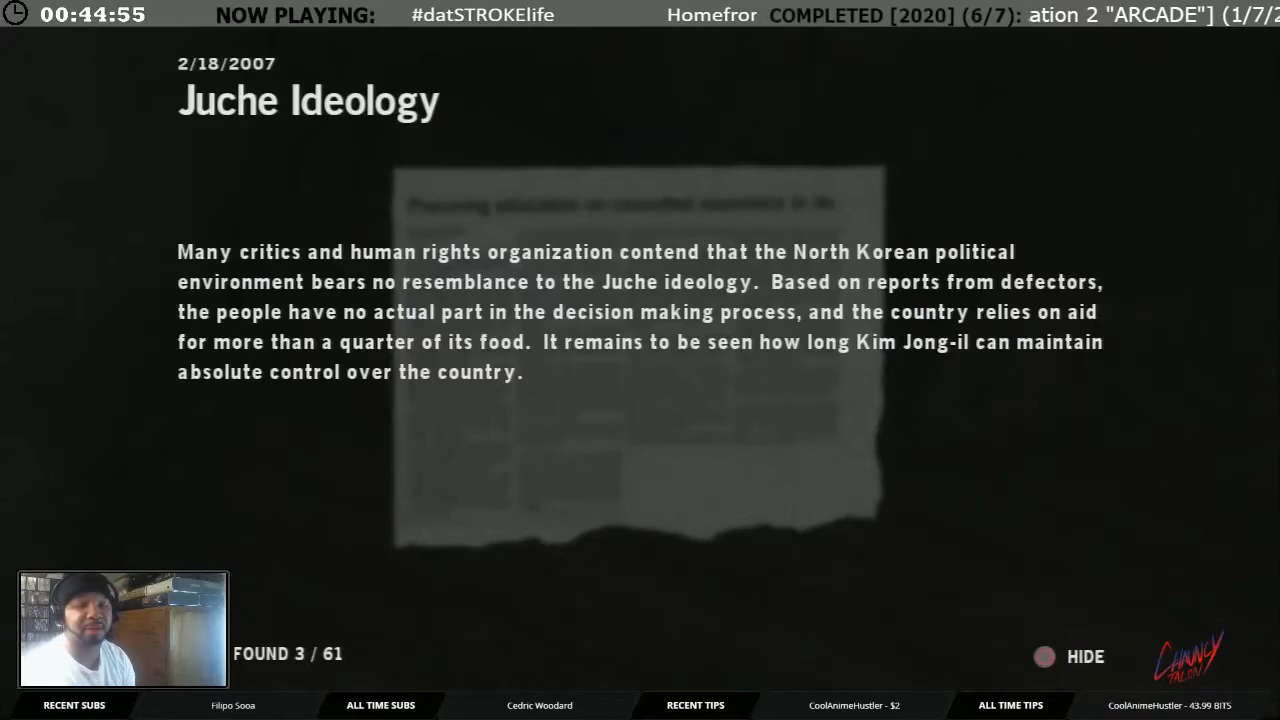 00:44:55 NOW PLAYING: #datSTROKElife Homefror COMPLETED [2020] (6/7): ation 2 "ARCADE"] (1/7/2
2/18/2007
Juche Ideology
Many critics and human rights organization contend that the North Korean political
environment bears no resemblance to the Juche ideology. Based on reports from defectors,
the people have no actual part in the decision making process, and the country relies on aid
for more than a quarter of its food. It remains to be seen how long Kim Jong-il can maintain
absolute control over the country.
FOUND 3 / 61
HIDE
CHAUNCY
TALON
RECENT SUBS Filipo Sooa ALL TIME SUBS Cedric Woodard RECENT TIPS CoolAnimeHustler - $2 ALL TIME TIPS CoolAnimeHustler - 43.99 BITS